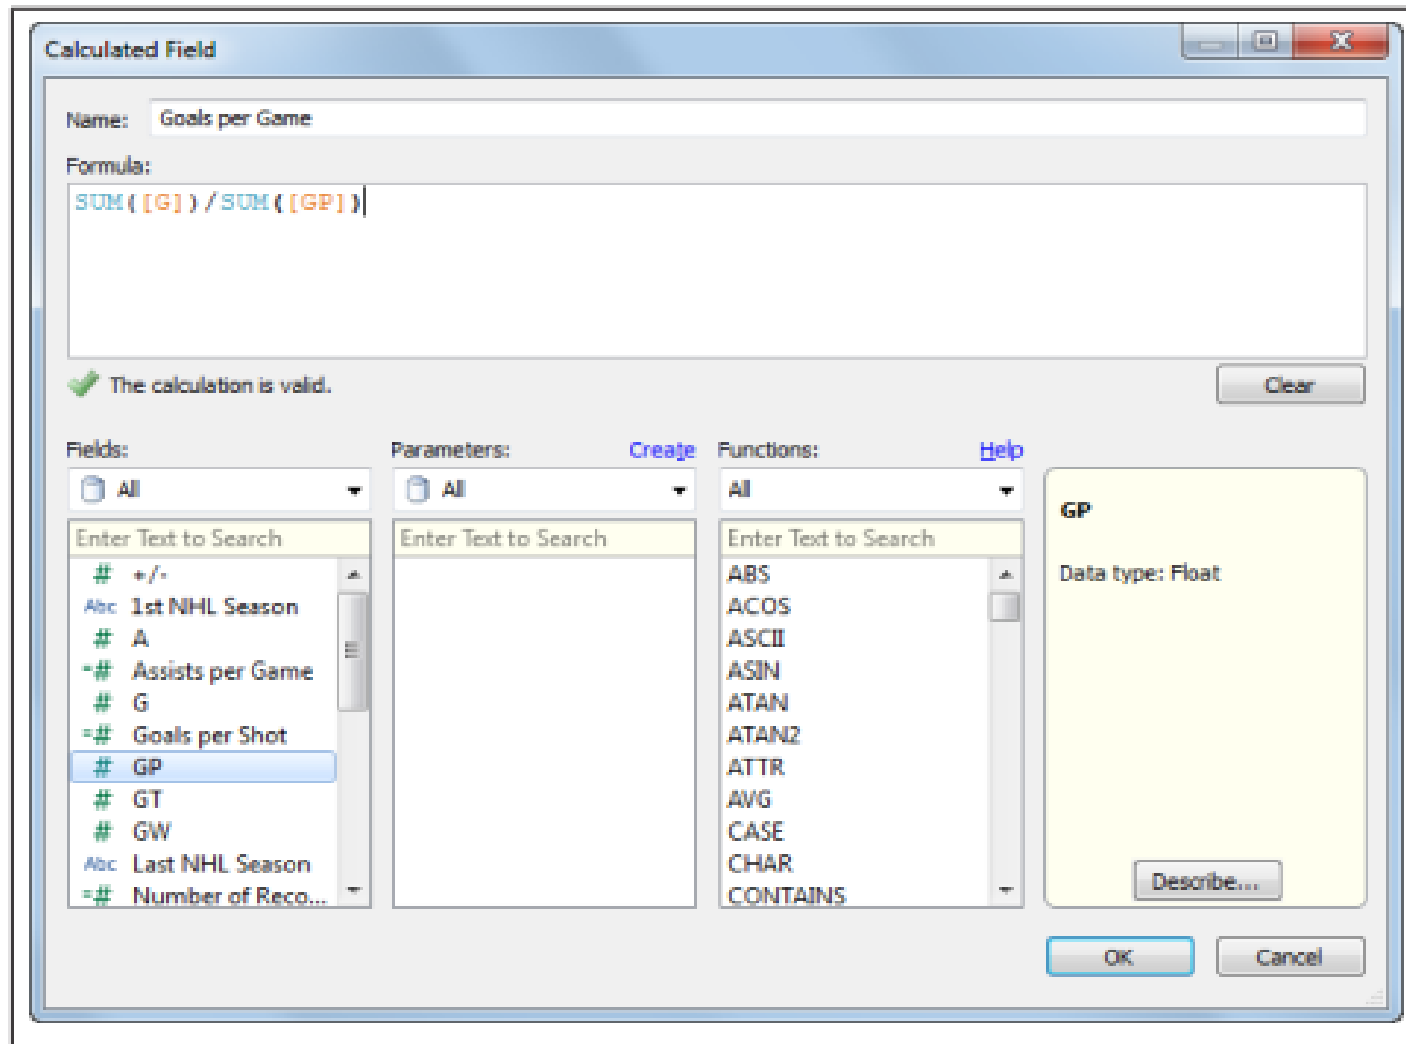 Calculated Field
Name: Goals per Game
Formula:
SUM([G])/SUM([GP])
The calculation is valid.
Clear
Fields:
All
Enter Text to Search
# +/-
Abc 1st NHL Season
# A
=# Assists per Game
# G
=# Goals per Shot
# GP
# GT
# GW
Abc Last NHL Season
=# Number of Reco...
Parameters: Create
All
Enter Text to Search
Functions: Help
All
Enter Text to Search
ABS
ACOS
ASCII
ASIN
ATAN
ATAN2
ATTR
AVG
CASE
CHAR
CONTAINS
GP
Data type: Float
Describe...
OK
Cancel